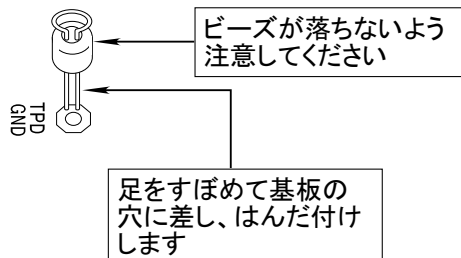 ビーズが落ちないよう
注意してください
TPD
GND
足をすぼめて基板の
穴に差し、はんだ付け
します